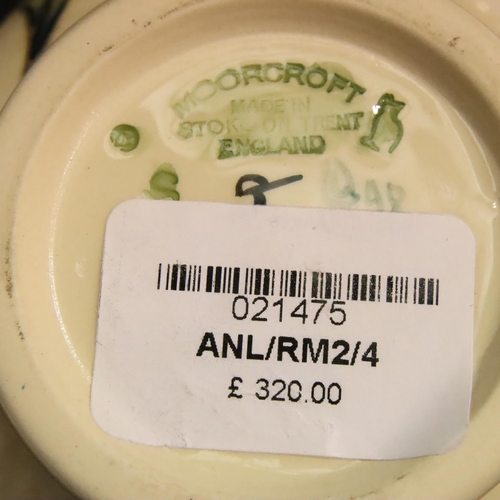 MOORCROFT
MADE IN
STOKE ON TRENT
ENGLAND
021475
ANL/RM2/4
£ 320.00